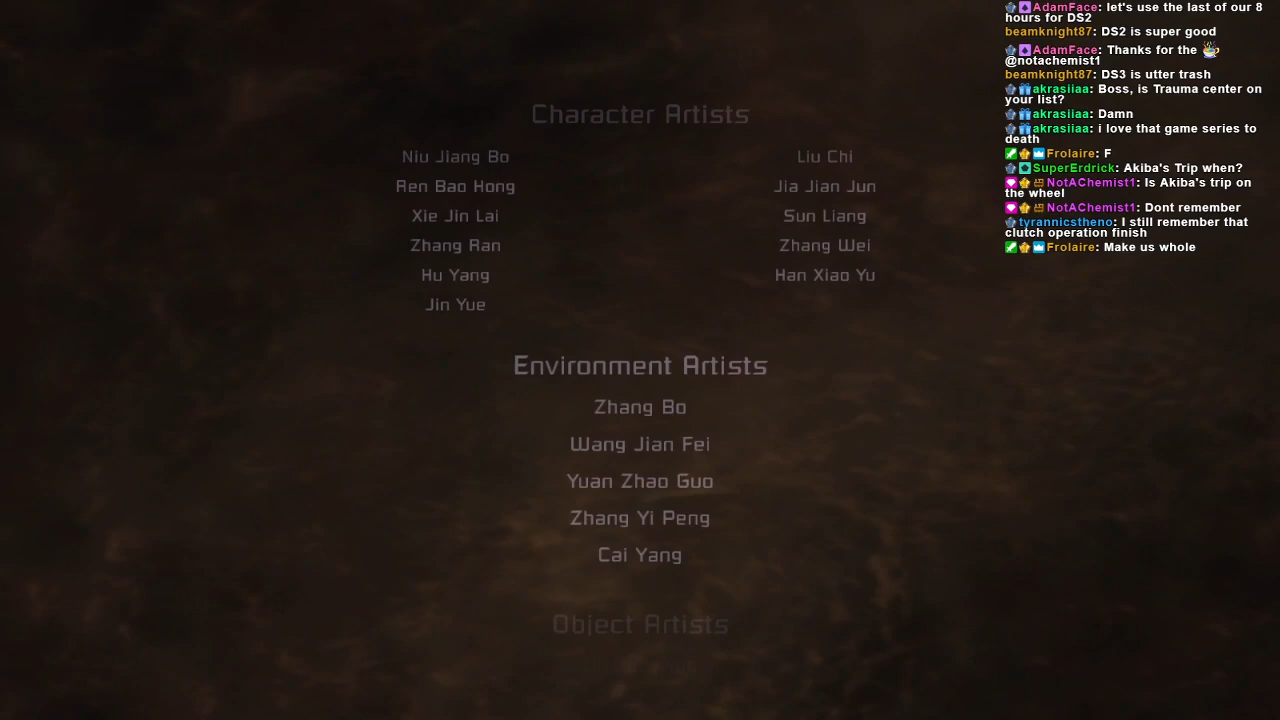 Character Artists
Niu Jiang Bo
Liu Chi
Ren Bao Hong
Jia Jian Jun
Xie Jin Lai
Sun Liang
Zhang Ran
Zhang Wei
Hu Yang
Han Xiao Yu
Jin Yue
Environment Artists
Zhang Bo
Wang Jian Fei
Yuan Zhao Guo
Zhang Yi Peng
Cai Yang
Object Artists
AdamFace: let's use the last of our 8
hours for DS2
beamknight87: DS2 is super good
AdamFace: Thanks for the
@notachemist1
beamknight87: DS3 is utter trash
akrasiiaa: Boss, is Trauma center on
your list?
akrasiiaa: Damn
akrasiiaa: i love that game series to
death
Frolaire: F
SuperErdrick: Akiba's Trip when?
NotAChemist1: Is Akiba's trip on
the wheel
NotAChemist1: Dont remember
tyrannicstheno: I still remember that
clutch operation finish
Frolaire: Make us whole